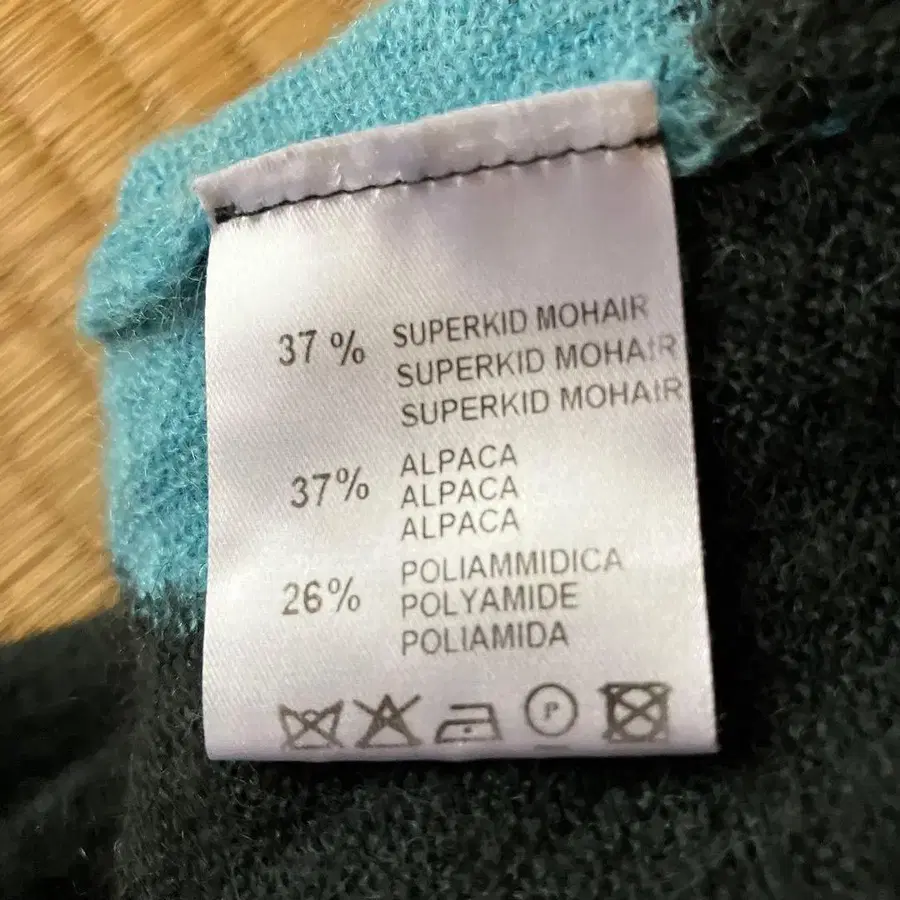 37 % SUPERKID MOHAIR
SUPERKID MOHAIR
SUPERKID MOHAIR
37% ALPACA
ALPACA
ALPACA
26% POLIAMMIDICA
POLYAMIDE
POLIAMIDA
P